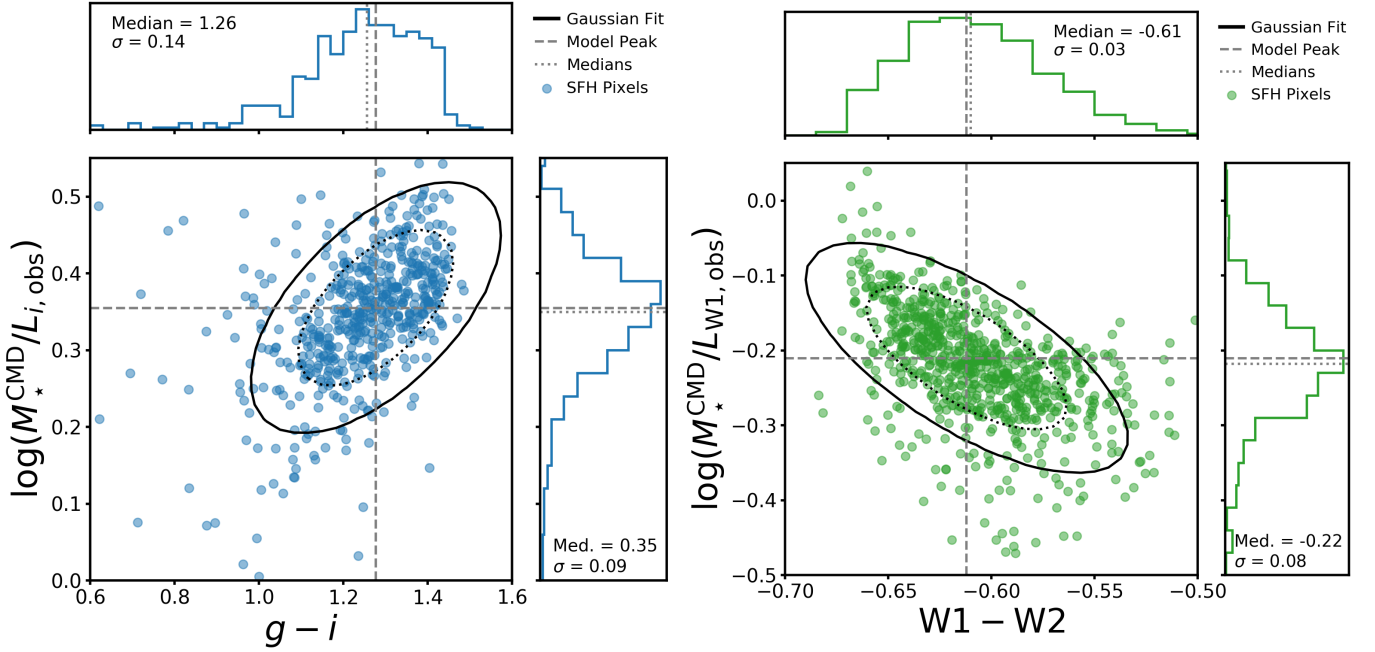 Median = 1.26
σ = 0.14
Gaussian Fit
Model Peak
Medians
SFH Pixels
0.5
0.4
0.3
0.2
0.1
0.0
log(M⋆^CMD/L_i, obs)
0.6 0.8 1.0 1.2 1.4 1.6
g − i
Med. = 0.35
σ = 0.09
Median = -0.61
σ = 0.03
Gaussian Fit
Model Peak
Medians
SFH Pixels
0.0
−0.1
−0.2
−0.3
−0.4
−0.5
log(M⋆^CMD/L_W1, obs)
−0.70 −0.65 −0.60 −0.55 −0.50
W1 − W2
Med. = -0.22
σ = 0.08